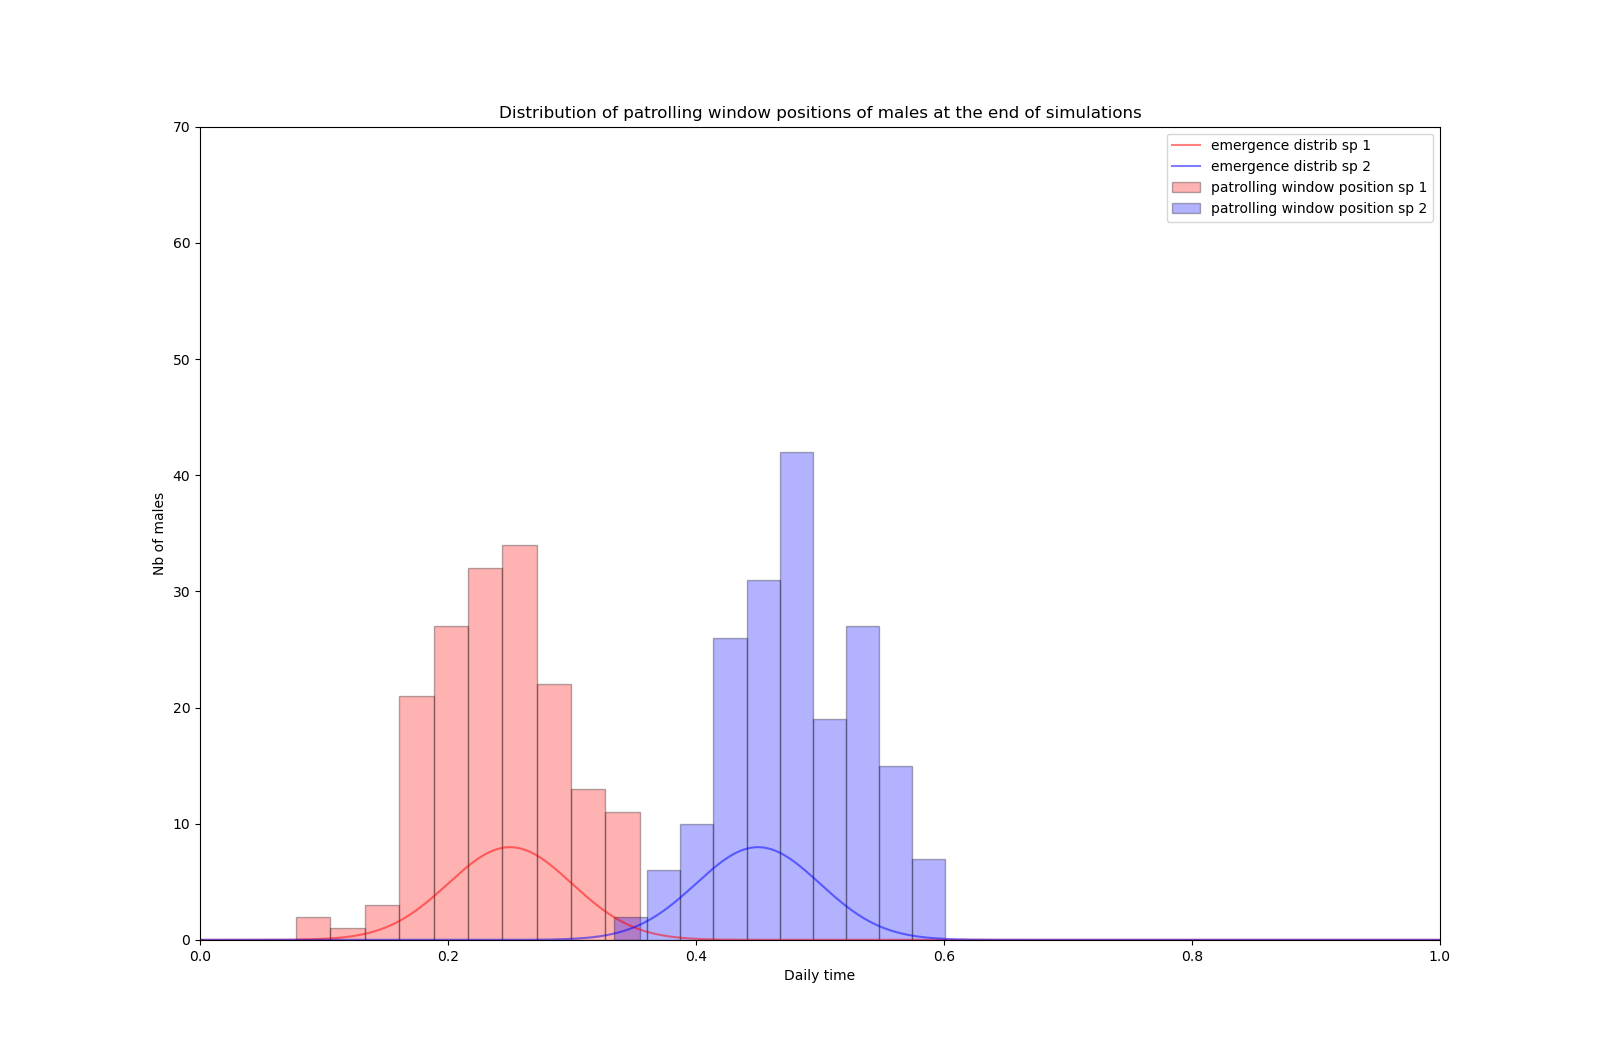 Distribution of patrolling window positions of males at the end of simulations
70
60
50
40
30
20
10
0
Nb of males
emergence distrib sp 1
emergence distrib sp 2
patrolling window position sp 1
patrolling window position sp 2
0.0 0.2 0.4 0.6 0.8 1.0
Daily time